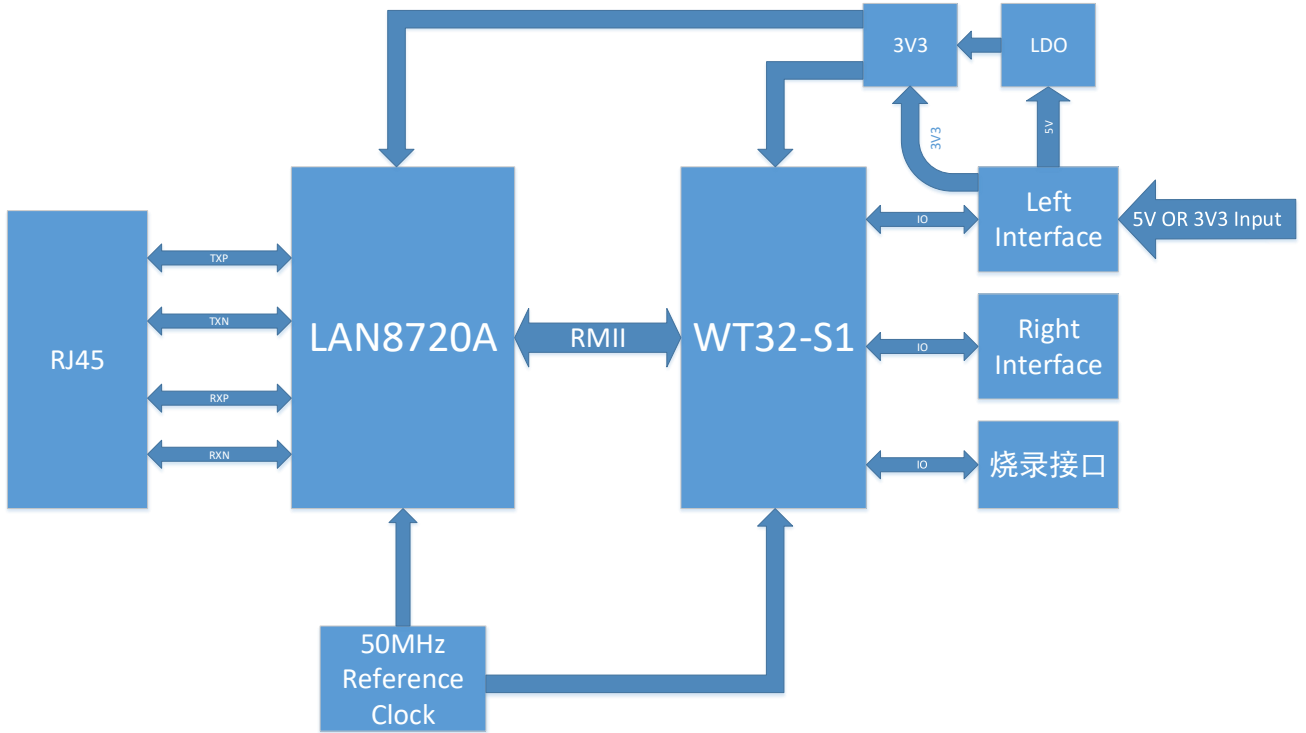 3V3
LDO
3V3
5V
Left
Interface
5V OR 3V3 Input
IO
RJ45
TXP
TXN
RXP
RXN
LAN8720A
RMII
WT32-S1
IO
Right
Interface
IO
烧录接口
50MHz
Reference
Clock